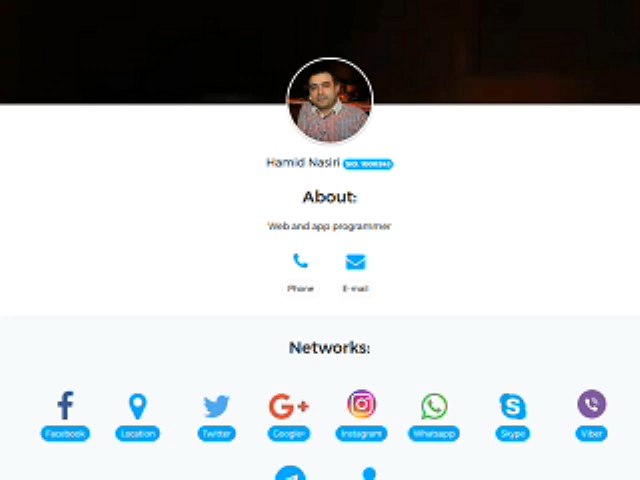 Hamid Nasiri
About:
Web and app programmer
Phone E-mail
Networks:
Facebook Location Twitter Google+ Instagram Whatsapp Skype Viber